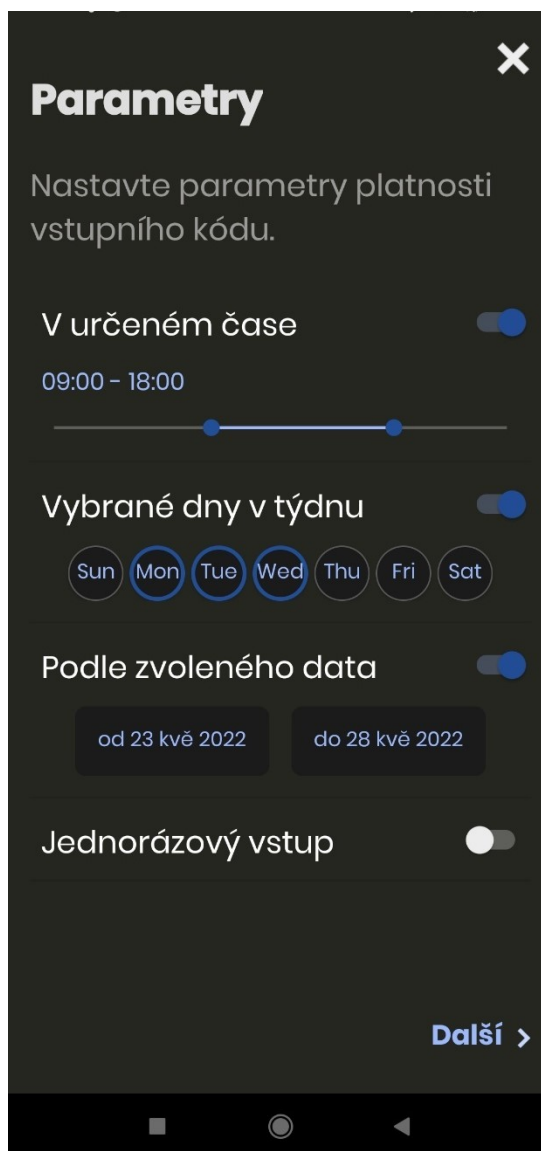 Parametry
Nastavte parametry platnosti
vstupního kódu.
V určeném čase
09:00 - 18:00
Vybrané dny v týdnu
Sun Mon Tue Wed Thu Fri Sat
Podle zvoleného data
od 23 kvě 2022 do 28 kvě 2022
Jednorázový vstup
Další